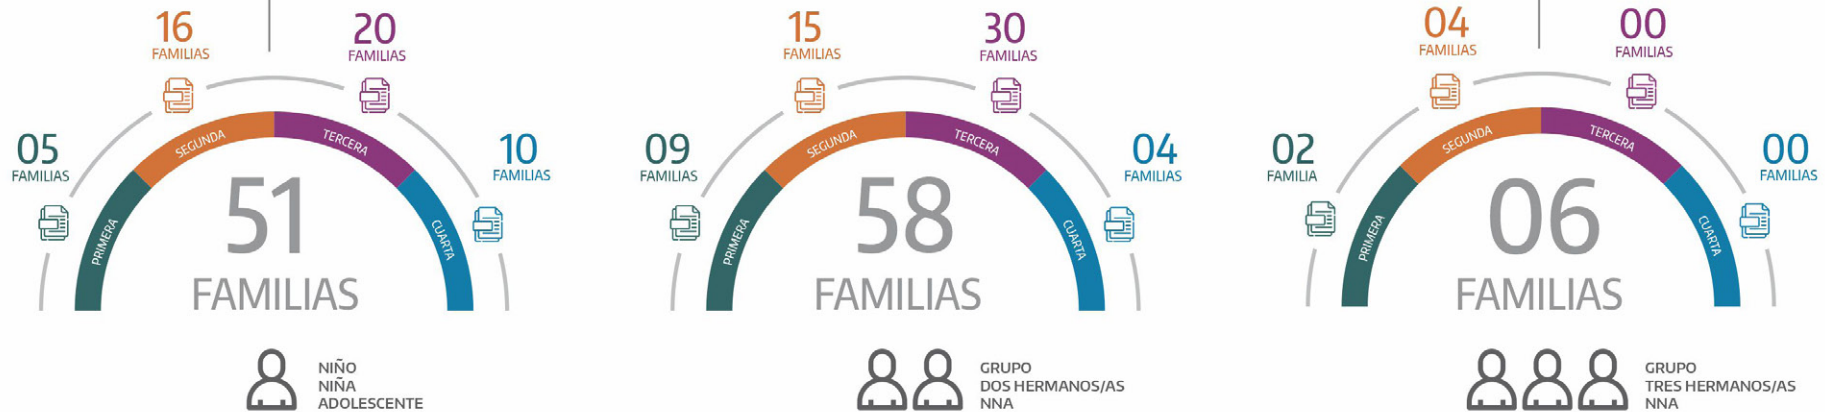 16
FAMILIAS
20
FAMILIAS
05
FAMILIAS
10
FAMILIAS
PRIMERA
SEGUNDA
TERCERA
CUARTA
51
FAMILIAS
NIÑO
NIÑA
ADOLESCENTE
15
FAMILIAS
30
FAMILIAS
09
FAMILIAS
04
FAMILIAS
PRIMERA
SEGUNDA
TERCERA
CUARTA
58
FAMILIAS
GRUPO
DOS HERMANOS/AS
NNA
04
FAMILIAS
00
FAMILIAS
02
FAMILIA
00
FAMILIAS
PRIMERA
SEGUNDA
TERCERA
CUARTA
06
FAMILIAS
GRUPO
TRES HERMANOS/AS
NNA